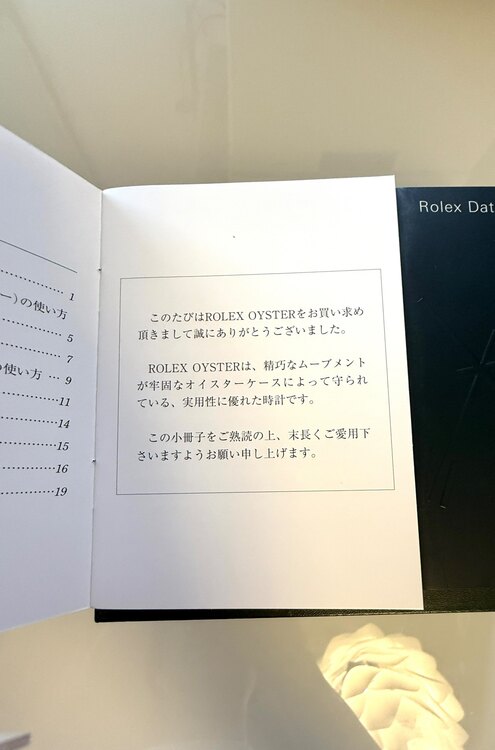 1
ー)の使い方
5
7
の使い方 … 9
11
14
15
16
19
このたびはROLEX OYSTERをお買い求め
頂きまして誠にありがとうございました。
ROLEX OYSTERは、精巧なムーブメント
が牢固なオイスターケースによって守られ
ている、実用性に優れた時計です。
この小冊子をご熟読の上、末長くご愛用下
さいますようお願い申し上げます。
Rolex Dat